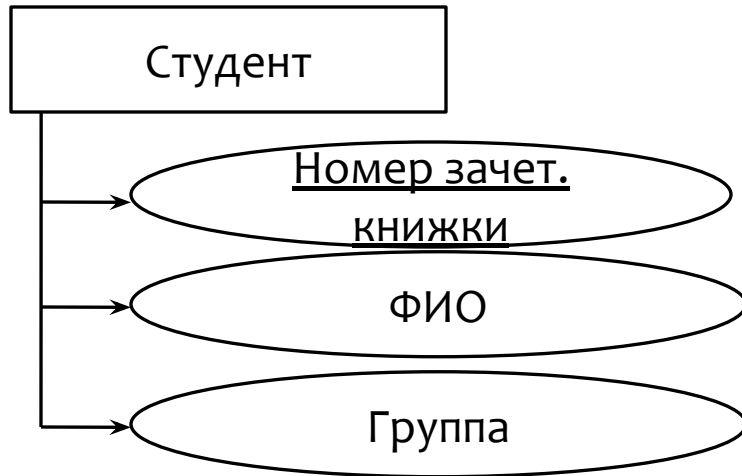 Студент
Номер зачет.
книжки
ФИО
Группа